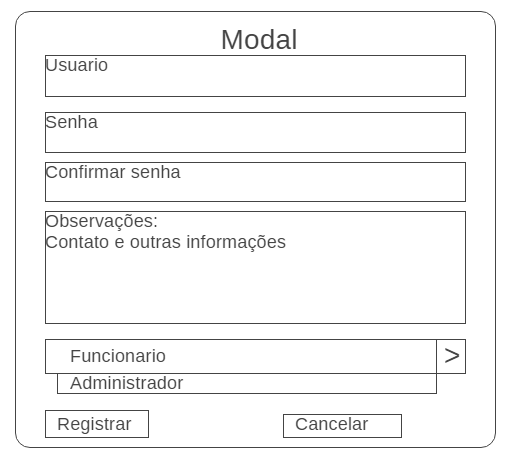 Modal
Usuario
Senha
Confirmar senha
Observações:
Contato e outras informações
Funcionario >
Administrador
Registrar Cancelar